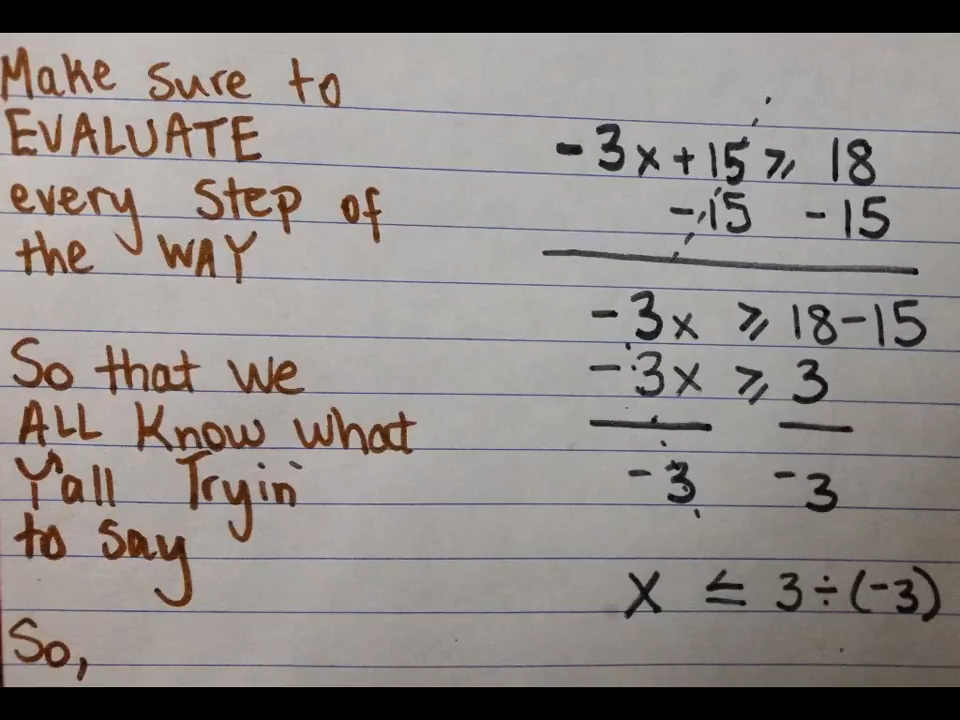 Make sure to
EVALUATE
every step of
the WAY
So that we
ALL Know what
Y'all Tryin'
to say
So,
-3x + 15 ⩾ 18
-15 -15
-3x ⩾ 18-15
-3x ⩾ 3
-3 -3
x ≤ 3 ÷ (-3)